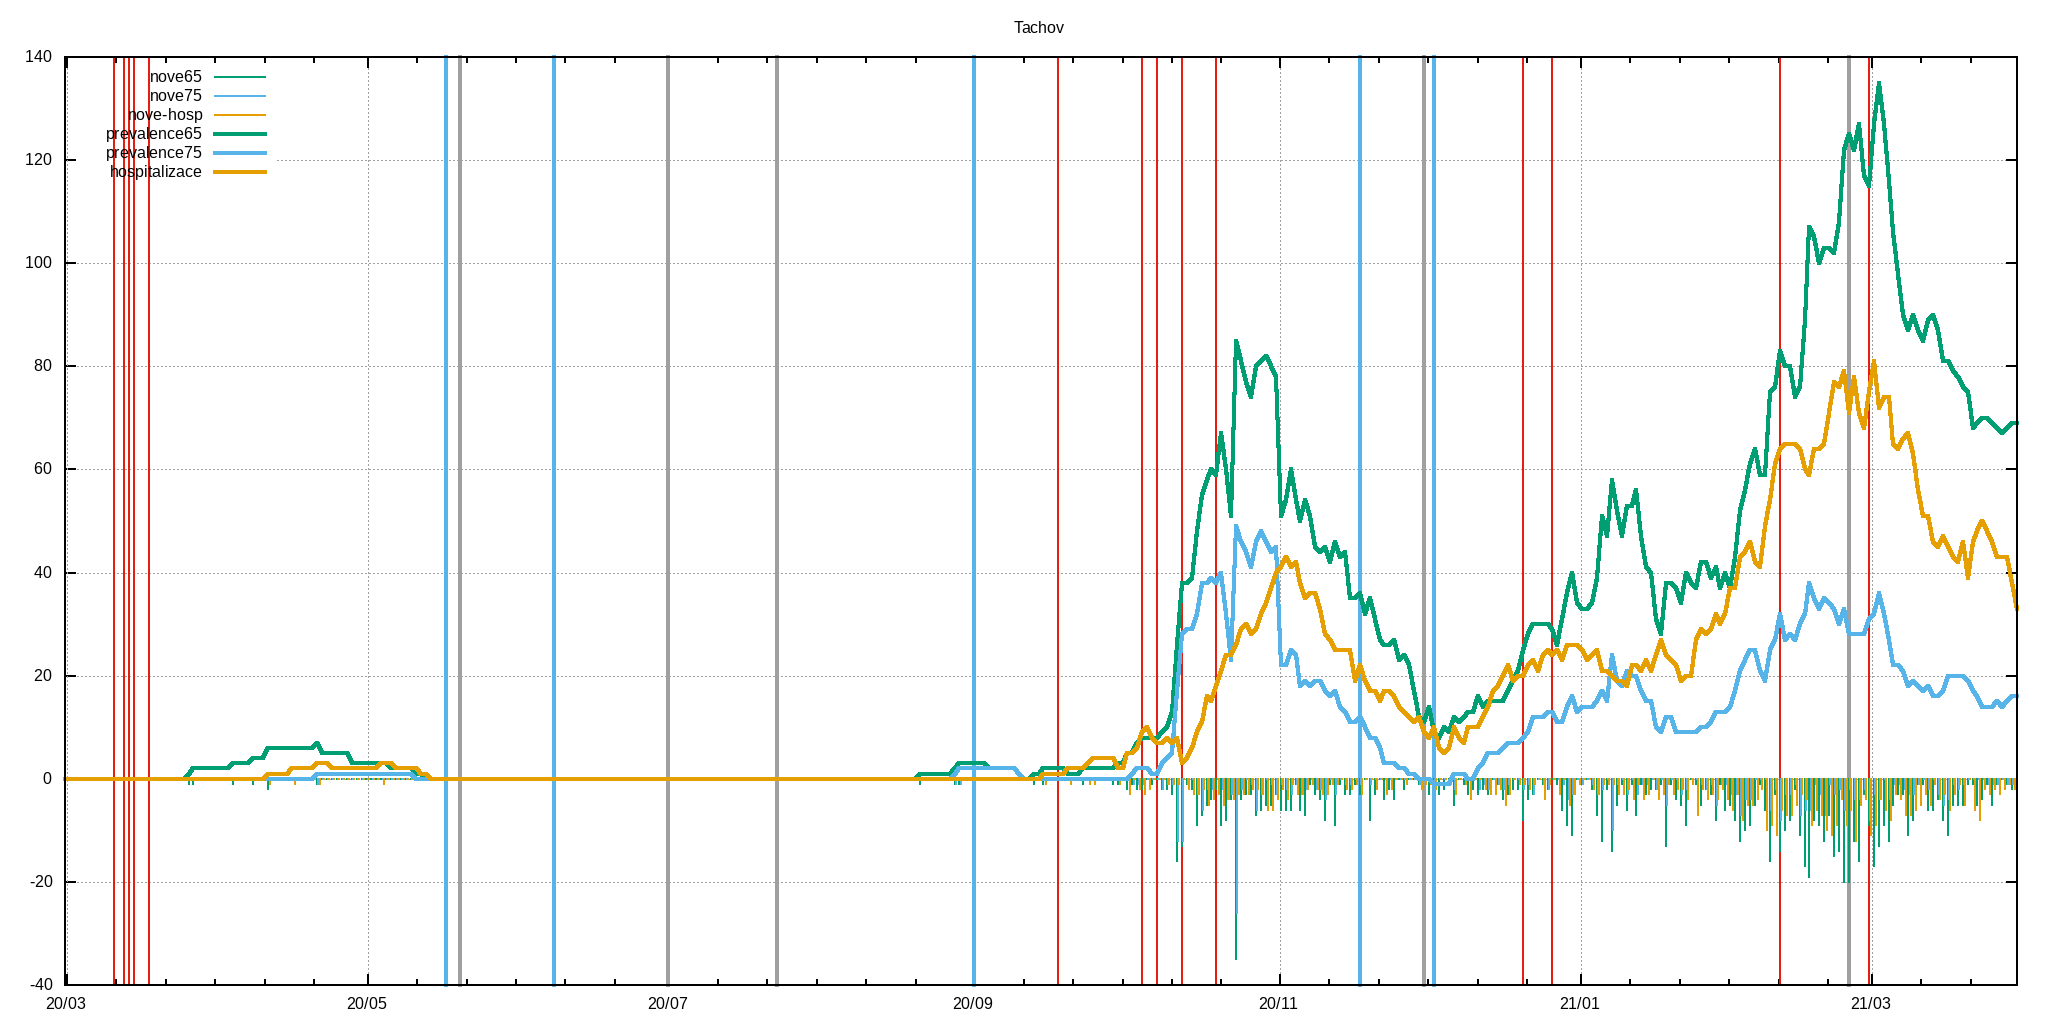 Tachov
140
nove65
nove75
nove-hosp
prevalence65
prevalence75
hospitalizace
120
100
80
60
40
20
0
-20
-40
20/03 20/05 20/07 20/09 20/11 21/01 21/03